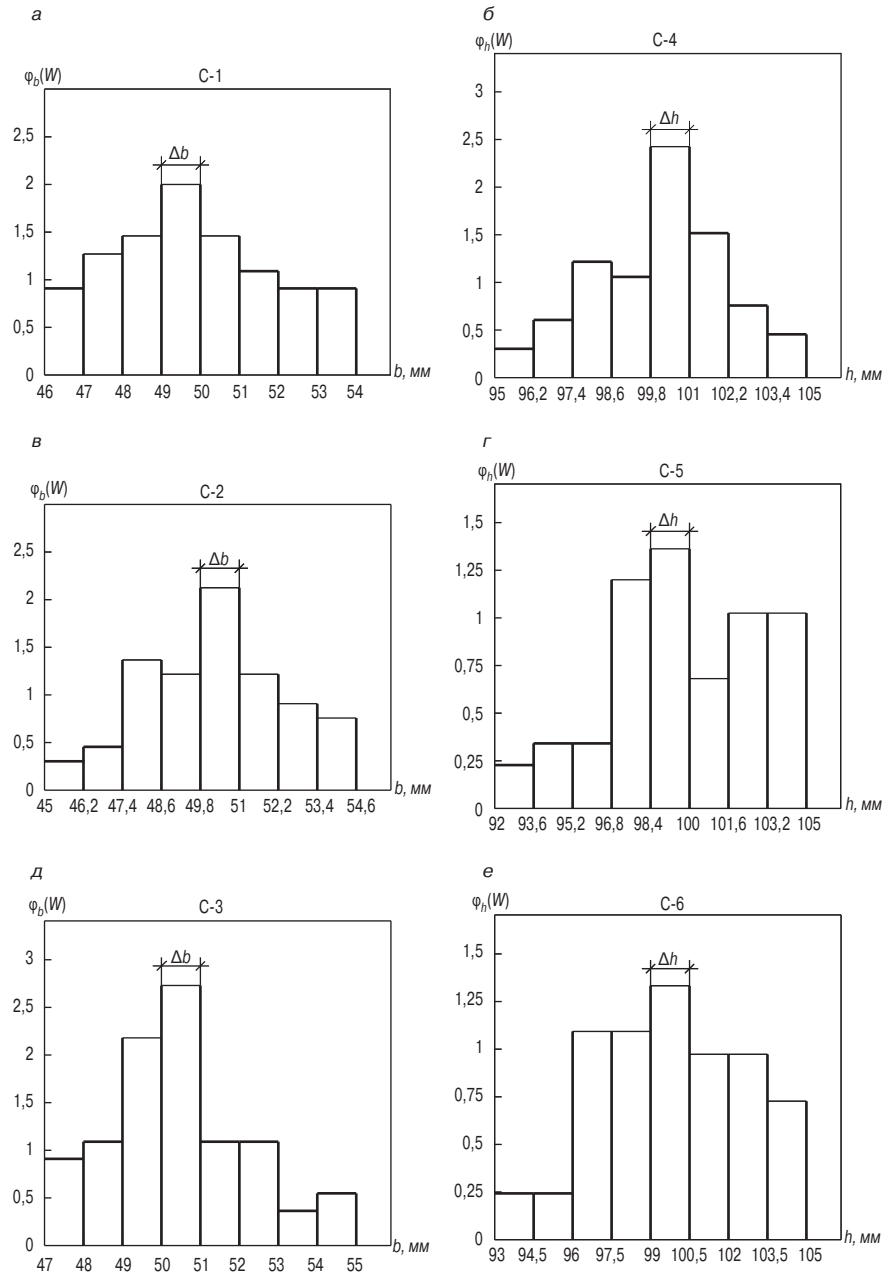 а
φb(W)
С-1
2,5
Δb
2
1,5
1
0,5
0
46 47 48 49 50 51 52 53 54
b, мм
б
φh(W)
С-4
3
Δh
2,5
2
1,5
1
0,5
0
95 96,2 97,4 98,6 99,8 101 102,2 103,4 105
h, мм
в
φb(W)
С-2
2,5
Δb
2
1,5
1
0,5
0
45 46,2 47,4 48,6 49,8 51 52,2 53,4 54,6
b, мм
г
φh(W)
С-5
1,5
Δh
1,25
1
0,75
0,5
0,25
0
92 93,6 95,2 96,8 98,4 100 101,6 103,2 105
h, мм
д
φb(W)
С-3
3
Δb
2,5
2
1,5
1
0,5
0
47 48 49 50 51 52 53 54 55
b, мм
е
φh(W)
С-6
1,5
Δh
1,25
1
0,75
0,5
0,25
0
93 94,5 96 97,5 99 100,5 102 103,5 105
h, мм